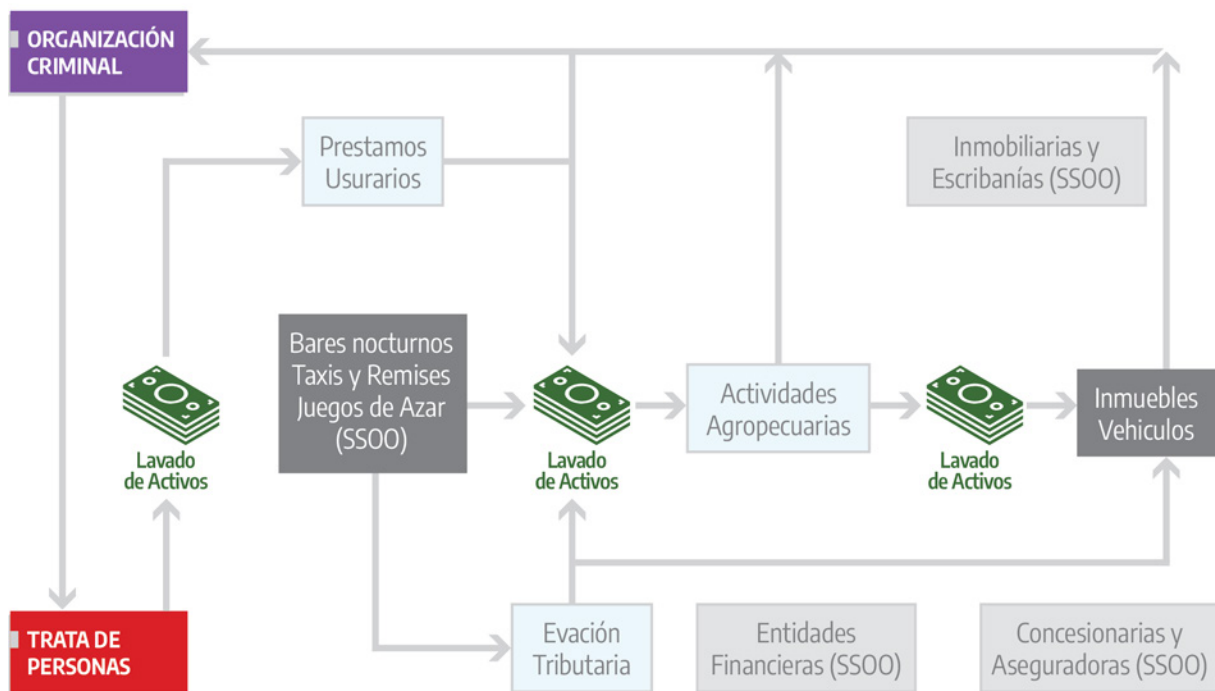 ORGANIZACIÓN
CRIMINAL
Prestamos
Usurarios
Inmobiliarias y
Escribanías (SSOO)
Bares nocturnos
Taxis y Remises
Juegos de Azar
(SSOO)
Lavado
de Activos
Lavado
de Activos
Actividades
Agropecuarias
Lavado
de Activos
Inmuebles
Vehiculos
TRATA DE
PERSONAS
Evación
Tributaria
Entidades
Financieras (SSOO)
Concesionarias y
Aseguradoras (SSOO)